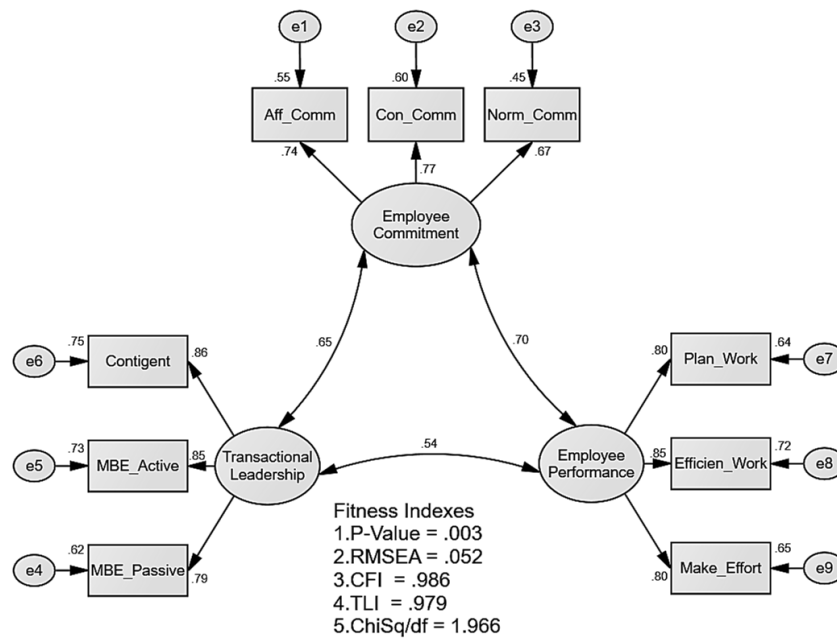 e1
e2
e3
.55
.60
.45
Aff_Comm
Con_Comm
Norm_Comm
.74
.77
.67
Employee
Commitment
.65
.70
.75
e6
Contigent
.86
.80
Plan_Work
.64
e7
.73
e5
MBE_Active
.85
Transactional
Leadership
.54
Employee
Performance
.85
Efficien_Work
.72
e8
.62
e4
MBE_Passive
.79
.80
Make_Effort
.65
e9
Fitness Indexes
1.P-Value = .003
2.RMSEA = .052
3.CFI = .986
4.TLI = .979
5.ChiSq/df = 1.966